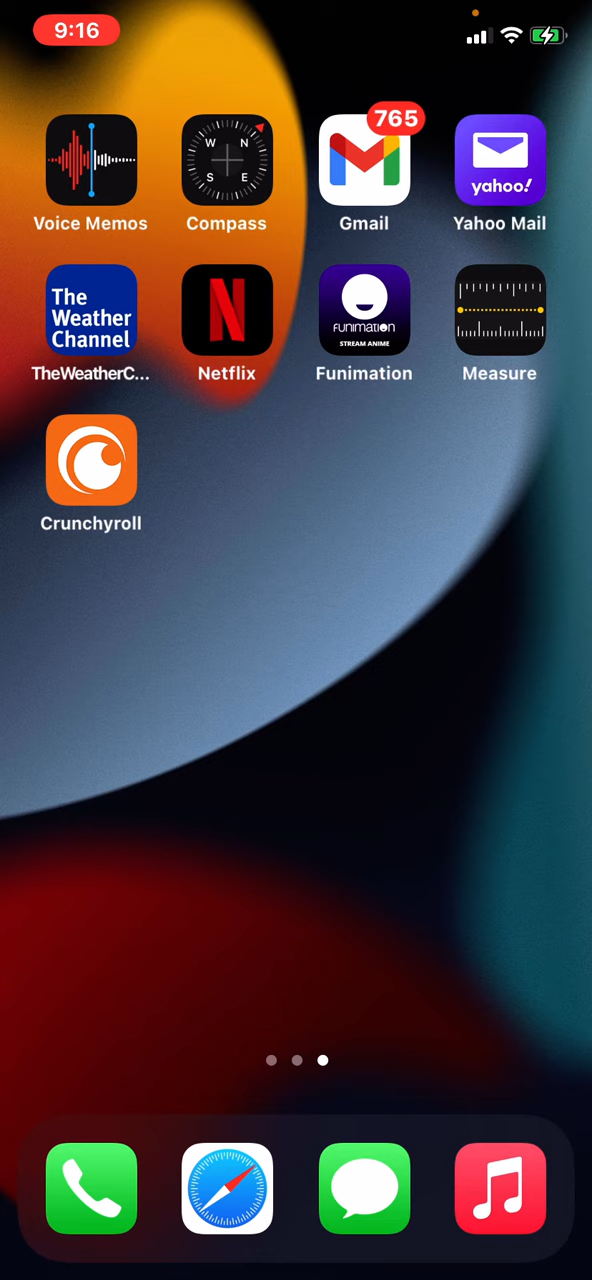 9:16
W N
S E
765
yahoo!
Voice Memos
Compass
Gmail
Yahoo Mail
The
Weather
Channel
FUNIMATION
STREAM ANIME
TheWeatherC...
Netflix
Funimation
Measure
Crunchyroll